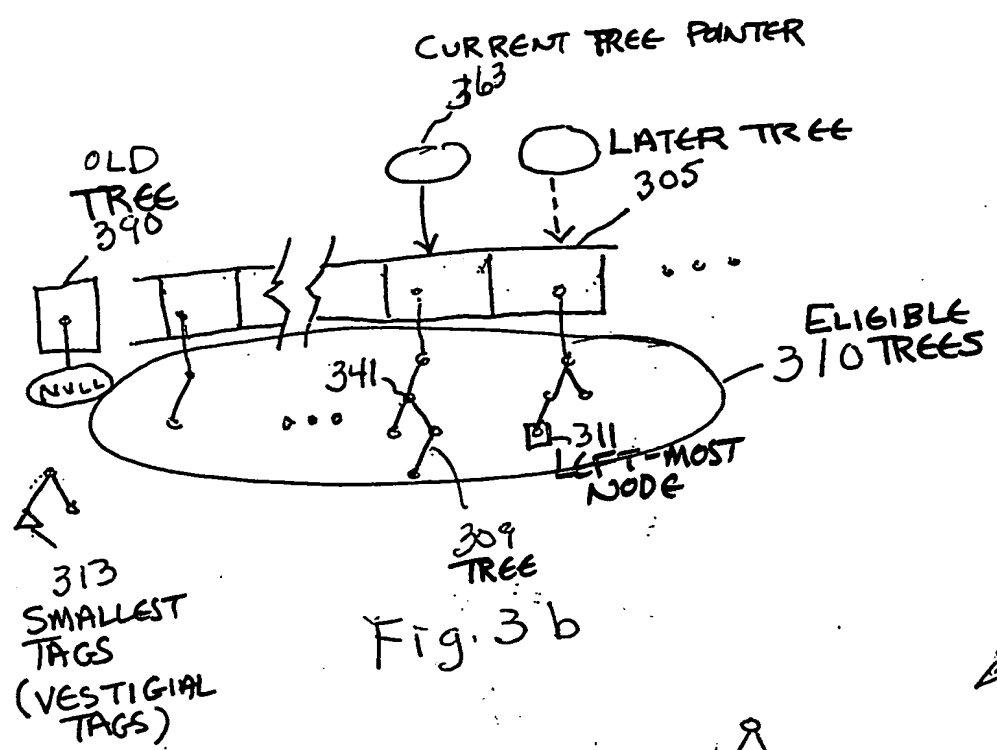 CURRENT TREE POINTER
363
OLD
TREE
390
LATER TREE
305
NULL
341
ELIGIBLE
310 TREES
311
LEFT-MOST
NODE
309
TREE
313
SMALLEST
TAGS
(VESTIGIAL
TAGS)
Fig. 3b